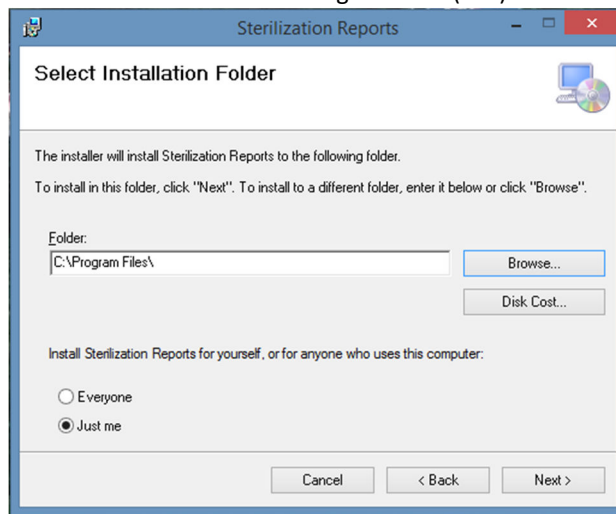 Sterilization Reports
Select Installation Folder
The installer will install Sterilization Reports to the following folder.
To install in this folder, click "Next". To install to a different folder, enter it below or click "Browse".
Folder:
C:\Program Files\
Browse...
Disk Cost...
Install Sterilization Reports for yourself, or for anyone who uses this computer:
Everyone
Just me
Cancel < Back Next >